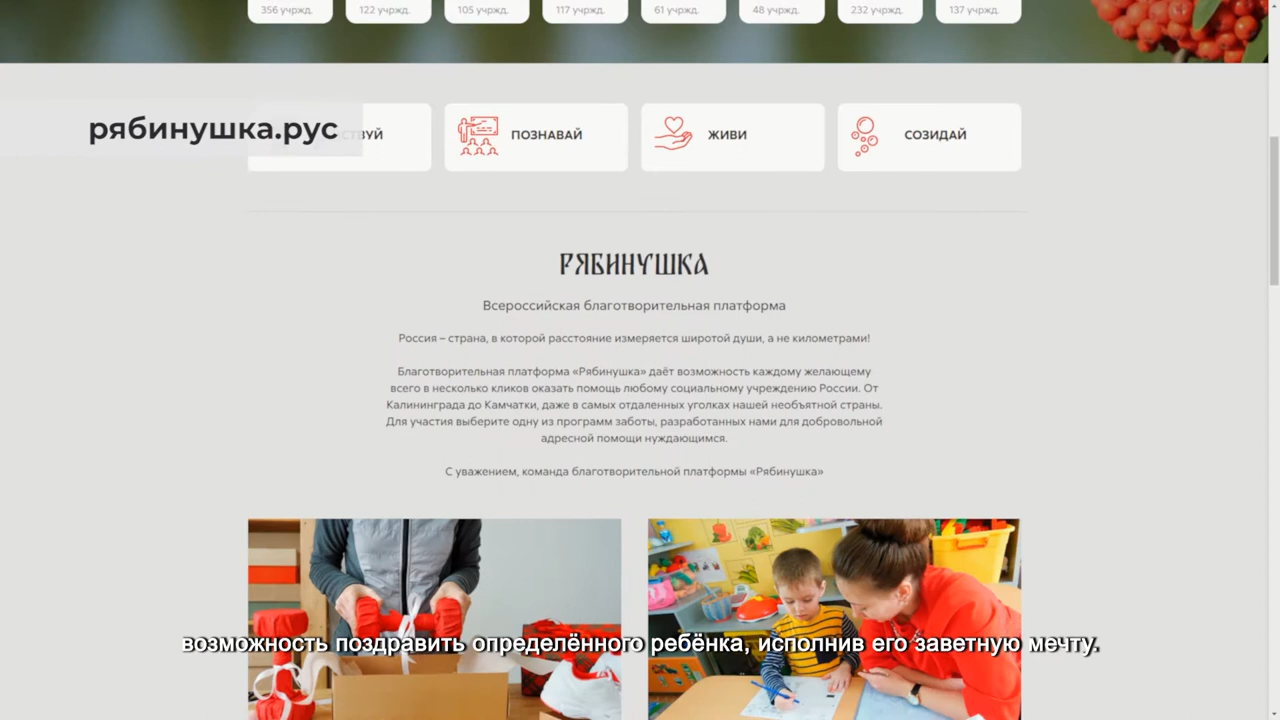 356 учржд. 122 учржд. 105 учржд. 117 учржд. 61 учржд. 48 учржд. 232 учржд. 137 учржд.
рябинушка.рус
ПОЗНАВАЙ
ЖИВИ
СОЗИДАЙ
РЯБИНУШКА
Всероссийская благотворительная платформа
Россия – страна, в которой расстояние измеряется широтой души, а не километрами!
Благотворительная платформа «Рябинушка» даёт возможность каждому желающему
всего в несколько кликов оказать помощь любому социальному учреждению России. От
Калининграда до Камчатки, даже в самых отдаленных уголках нашей необъятной страны.
Для участия выберите одну из программ заботы, разработанных нами для добровольной
адресной помощи нуждающимся.
С уважением, команда благотворительной платформы «Рябинушка»
возможность поздравить определённого ребёнка, исполнив его заветную мечту.